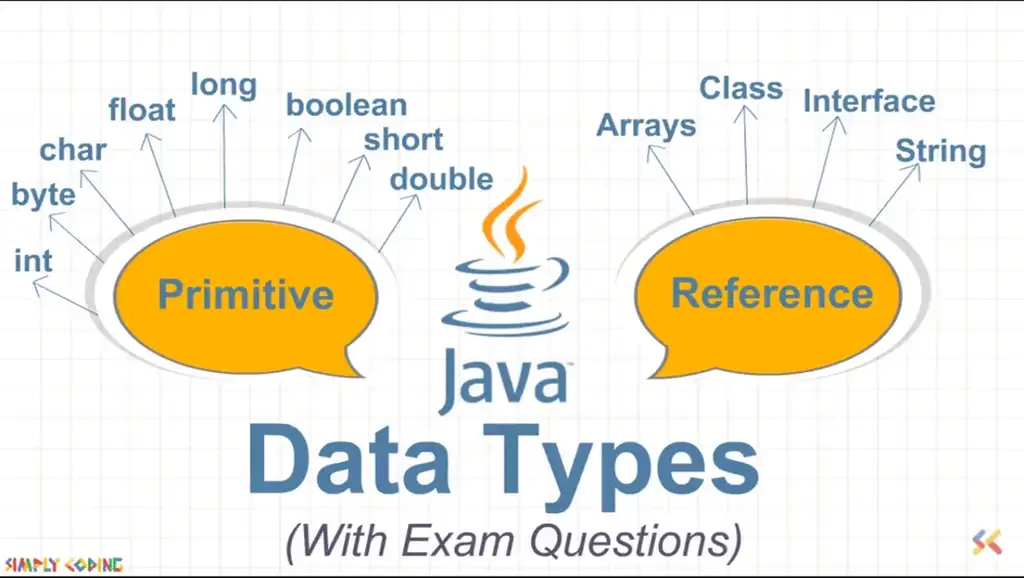 long
float
boolean
char
short
byte
double
int
Primitive
Class
Interface
Arrays
String
Reference
Java™
Data Types
(With Exam Questions)
SIMPLY CODING